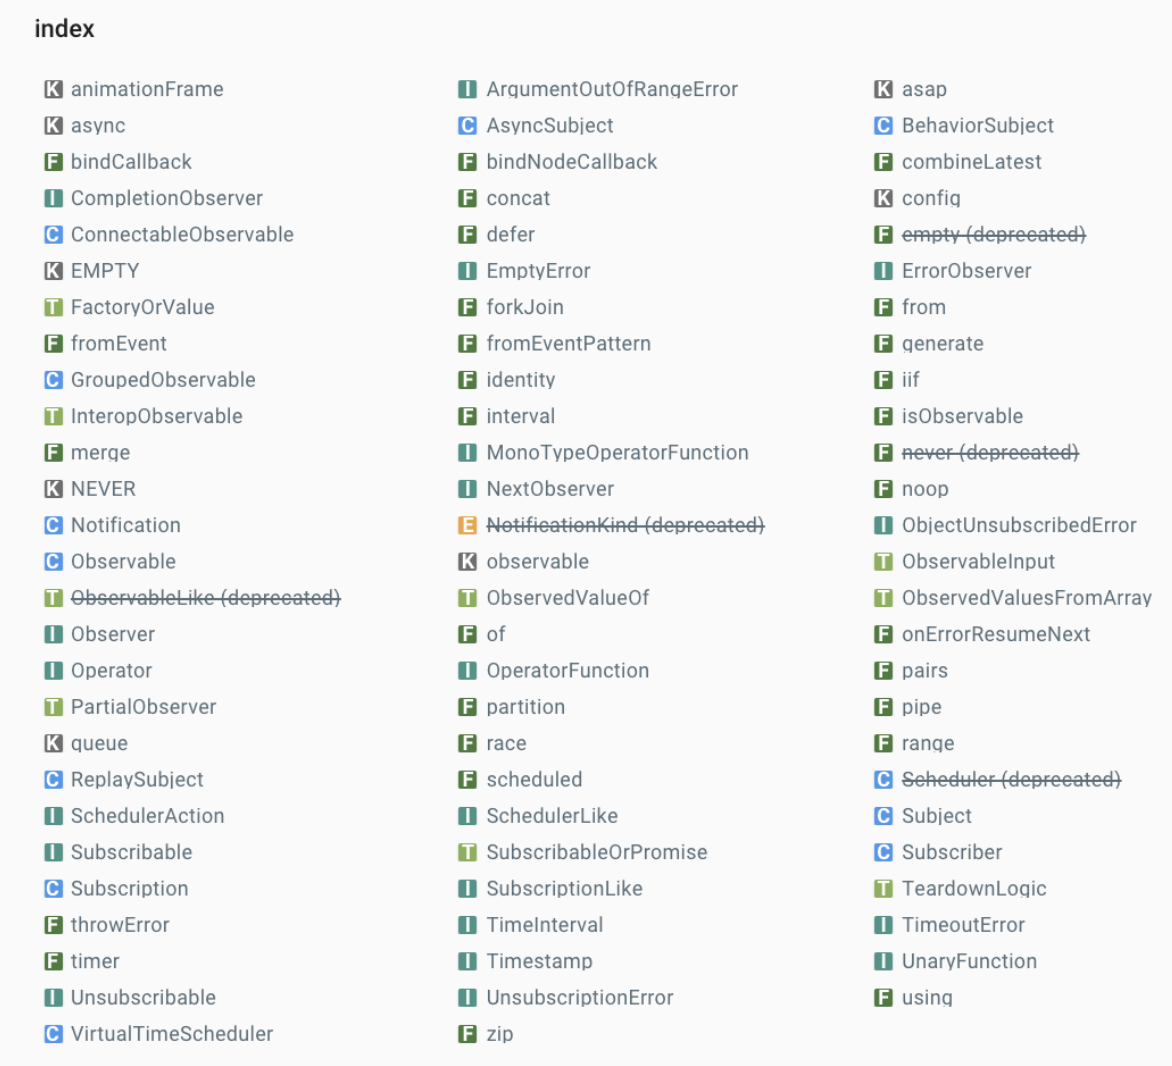 index
K animationFrame I ArgumentOutOfRangeError K asap
K async C AsyncSubject C BehaviorSubject
F bindCallback F bindNodeCallback F combineLatest
I CompletionObserver F concat K config
C ConnectableObservable F defer F empty (deprecated)
K EMPTY I EmptyError I ErrorObserver
T FactoryOrValue F forkJoin F from
F fromEvent F fromEventPattern F generate
C GroupedObservable F identity F iif
T InteropObservable F interval F isObservable
F merge I MonoTypeOperatorFunction F never (deprecated)
K NEVER I NextObserver F noop
C Notification E NotificationKind (deprecated) I ObjectUnsubscribedError
C Observable K observable T ObservableInput
T ObservableLike (deprecated) T ObservedValueOf T ObservedValuesFromArray
I Observer F of F onErrorResumeNext
I Operator I OperatorFunction F pairs
T PartialObserver F partition F pipe
K queue F race F range
C ReplaySubject F scheduled C Scheduler (deprecated)
I SchedulerAction I SchedulerLike C Subject
I Subscribable T SubscribableOrPromise C Subscriber
C Subscription I SubscriptionLike T TeardownLogic
F throwError I TimeInterval I TimeoutError
F timer I Timestamp I UnaryFunction
I Unsubscribable I UnsubscriptionError F using
C VirtualTimeScheduler F zip